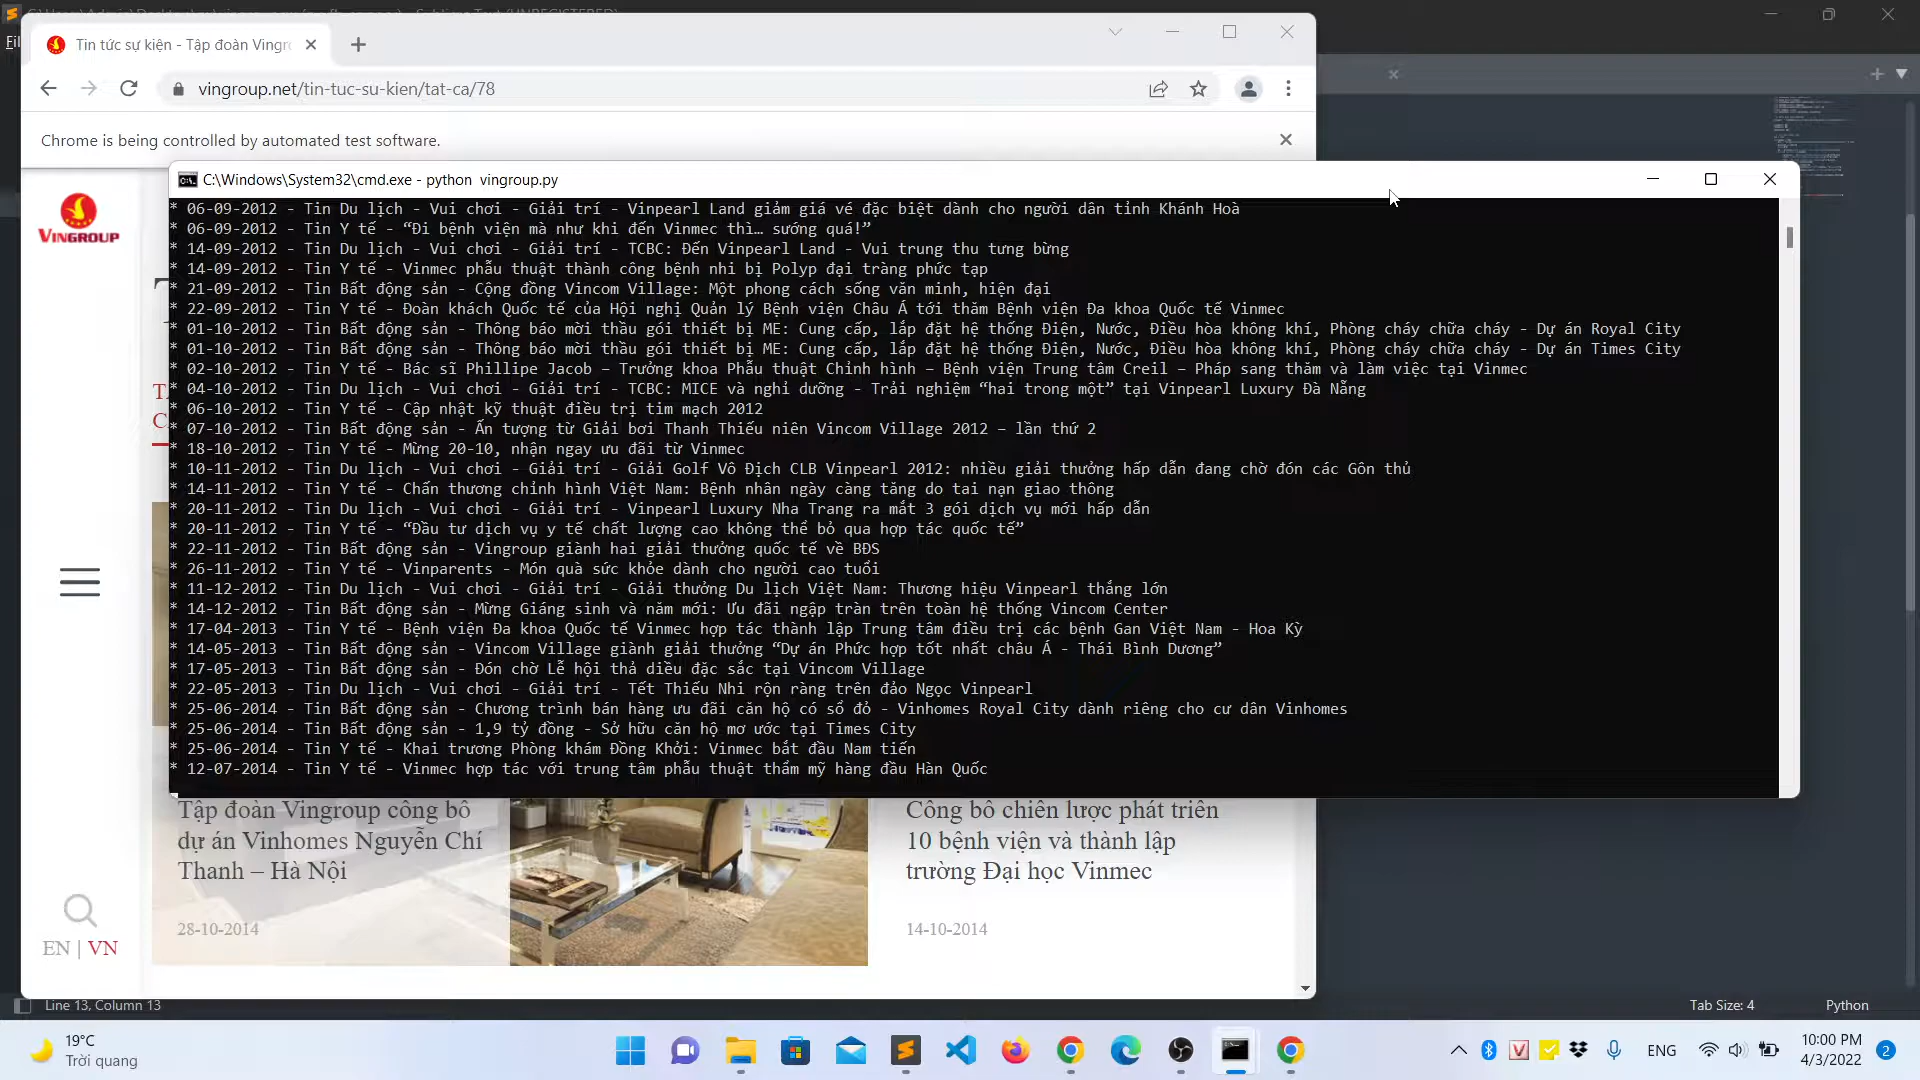 Tin tức sự kiện - Tập đoàn Vingr
vingroup.net/tin-tuc-su-kien/tat-ca/78
Chrome is being controlled by automated test software.
C:\Windows\System32\cmd.exe - python  vingroup.py
VINGROUP
* 06-09-2012 - Tin Du lịch - Vui chơi - Giải trí - Vinpearl Land giảm giá vé đặc biệt dành cho người dân tỉnh Khánh Hoà
* 06-09-2012 - Tin Y tế - “Đi bệnh viện mà như khi đến Vinmec thì… sướng quá!”
* 14-09-2012 - Tin Du lịch - Vui chơi - Giải trí - TCBC: Đến Vinpearl Land - Vui trung thu tưng bừng
* 14-09-2012 - Tin Y tế - Vinmec phẫu thuật thành công bệnh nhi bị Polyp đại tràng phức tạp
* 21-09-2012 - Tin Bất động sản - Cộng đồng Vincom Village: Một phong cách sống văn minh, hiện đại
* 22-09-2012 - Tin Y tế - Đoàn khách Quốc tế của Hội nghị Quản lý Bệnh viện Châu Á tới thăm Bệnh viện Đa khoa Quốc tế Vinmec
* 01-10-2012 - Tin Bất động sản - Thông báo mời thầu gói thiết bị ME: Cung cấp, lắp đặt hệ thống Điện, Nước, Điều hòa không khí, Phòng cháy chữa cháy - Dự án Royal City
* 01-10-2012 - Tin Bất động sản - Thông báo mời thầu gói thiết bị ME: Cung cấp, lắp đặt hệ thống Điện, Nước, Điều hòa không khí, Phòng cháy chữa cháy - Dự án Times City
* 02-10-2012 - Tin Y tế - Bác sĩ Phillipe Jacob – Trưởng khoa Phẫu thuật Chỉnh hình – Bệnh viện Trung tâm Creil – Pháp sang thăm và làm việc tại Vinmec
* 04-10-2012 - Tin Du lịch - Vui chơi - Giải trí - TCBC: MICE và nghỉ dưỡng - Trải nghiệm “hai trong một” tại Vinpearl Luxury Đà Nẵng
* 06-10-2012 - Tin Y tế - Cập nhật kỹ thuật điều trị tim mạch 2012
* 07-10-2012 - Tin Bất động sản - Ấn tượng từ Giải bơi Thanh Thiếu niên Vincom Village 2012 – lần thứ 2
* 18-10-2012 - Tin Y tế - Mừng 20-10, nhận ngay ưu đãi từ Vinmec
* 10-11-2012 - Tin Du lịch - Vui chơi - Giải trí - Giải Golf Vô Địch CLB Vinpearl 2012: nhiều giải thưởng hấp dẫn đang chờ đón các Gôn thủ
* 14-11-2012 - Tin Y tế - Chấn thương chỉnh hình Việt Nam: Bệnh nhân ngày càng tăng do tai nạn giao thông
* 20-11-2012 - Tin Du lịch - Vui chơi - Giải trí - Vinpearl Luxury Nha Trang ra mắt 3 gói dịch vụ mới hấp dẫn
* 20-11-2012 - Tin Y tế - “Đầu tư dịch vụ y tế chất lượng cao không thể bỏ qua hợp tác quốc tế”
* 22-11-2012 - Tin Bất động sản - Vingroup giành hai giải thưởng quốc tế về BĐS
* 26-11-2012 - Tin Y tế - Vinparents - Món quà sức khỏe dành cho người cao tuổi
* 11-12-2012 - Tin Du lịch - Vui chơi - Giải trí - Giải thưởng Du lịch Việt Nam: Thương hiệu Vinpearl thắng lớn
* 14-12-2012 - Tin Bất động sản - Mừng Giáng sinh và năm mới: Ưu đãi ngập tràn trên toàn hệ thống Vincom Center
* 17-04-2013 - Tin Y tế - Bệnh viện Đa khoa Quốc tế Vinmec hợp tác thành lập Trung tâm điều trị các bệnh Gan Việt Nam - Hoa Kỳ
* 14-05-2013 - Tin Bất động sản - Vincom Village giành giải thưởng “Dự án Phức hợp tốt nhất châu Á - Thái Bình Dương”
* 17-05-2013 - Tin Bất động sản - Đón chờ Lễ hội thả diều đặc sắc tại Vincom Village
* 22-05-2013 - Tin Du lịch - Vui chơi - Giải trí - Tết Thiếu Nhi rộn ràng trên đảo Ngọc Vinpearl
* 25-06-2014 - Tin Bất động sản - Chương trình bán hàng ưu đãi căn hộ có sổ đỏ - Vinhomes Royal City dành riêng cho cư dân Vinhomes
* 25-06-2014 - Tin Bất động sản - 1,9 tỷ đồng - Sở hữu căn hộ mơ ước tại Times City
* 25-06-2014 - Tin Y tế - Khai trương Phòng khám Đồng Khởi: Vinmec bắt đầu Nam tiến
* 12-07-2014 - Tin Y tế - Vinmec hợp tác với trung tâm phẫu thuật thẩm mỹ hàng đầu Hàn Quốc
Tập đoàn Vingroup công bố
dự án Vinhomes Nguyễn Chí
Thanh – Hà Nội
28-10-2014
Công bố chiến lược phát triển
10 bệnh viện và thành lập
trường Đại học Vinmec
14-10-2014
EN | VN
Line 13, Column 13
Tab Size: 4
Python
19°C
Trời quang
ENG
10:00 PM
4/3/2022
2